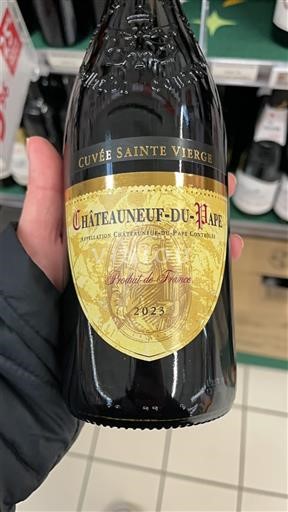 CUVÉE SAINTE VIERGE
CHÂTEAUNEUF-DU-PAPE
APPELLATION CHÂTEAUNEUF-DU-PAPE CONTRÔLÉE
Produit de France
2023